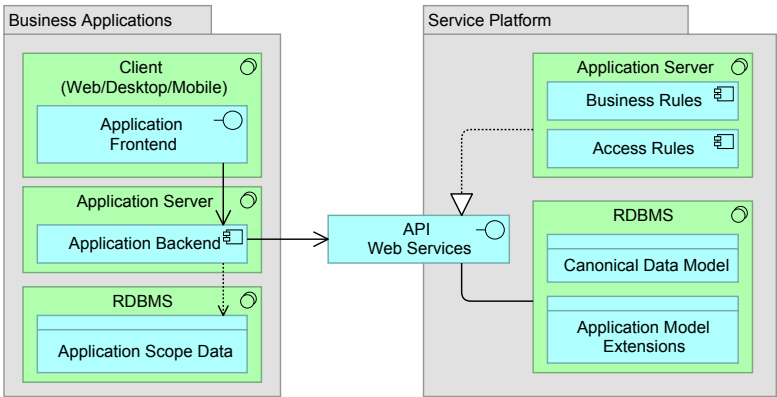 Business Applications
Client
(Web/Desktop/Mobile)
Application
Frontend
Application Server
Application Backend
RDBMS
Application Scope Data
API
Web Services
Service Platform
Application Server
Business Rules
Access Rules
RDBMS
Canonical Data Model
Application Model
Extensions